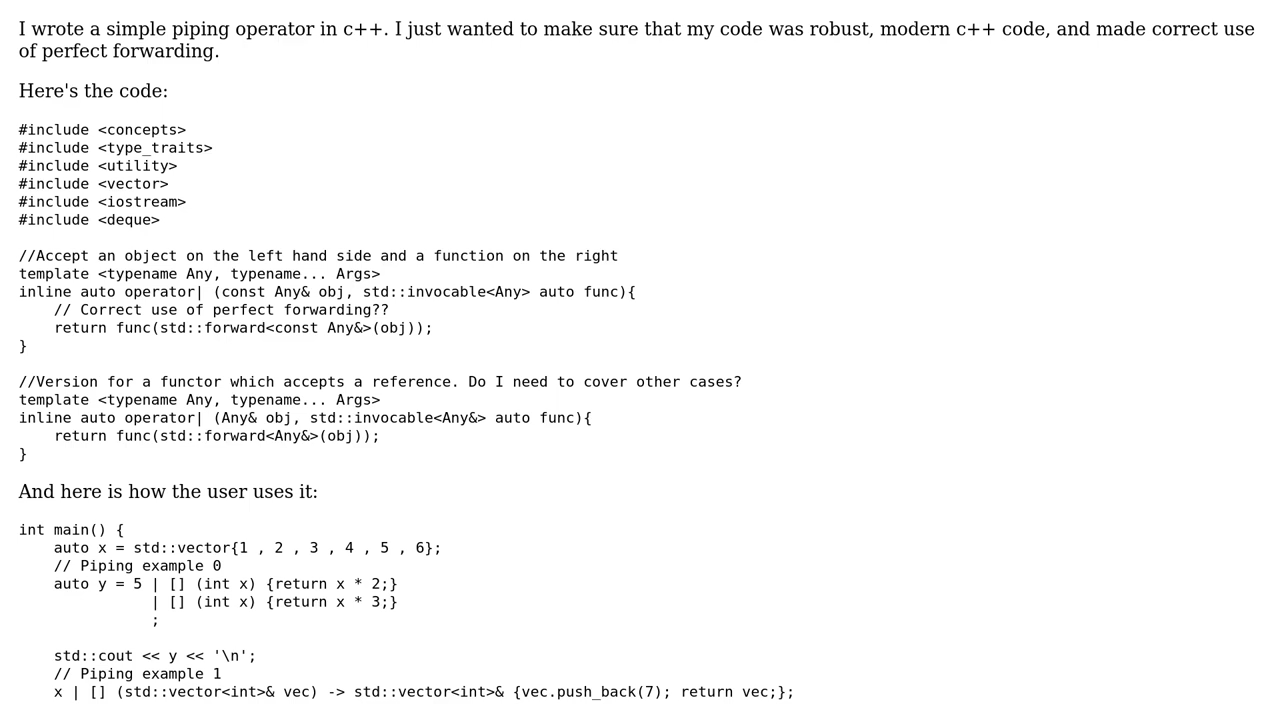 I wrote a simple piping operator in c++. I just wanted to make sure that my code was robust, modern c++ code, and made correct use
of perfect forwarding.
Here's the code:
#include <concepts>
#include <type_traits>
#include <utility>
#include <vector>
#include <iostream>
#include <deque>
//Accept an object on the left hand side and a function on the right
template <typename Any, typename... Args>
inline auto operator| (const Any& obj, std::invocable<Any> auto func){
    // Correct use of perfect forwarding??
    return func(std::forward<const Any&>(obj));
}
//Version for a functor which accepts a reference. Do I need to cover other cases?
template <typename Any, typename... Args>
inline auto operator| (Any& obj, std::invocable<Any&> auto func){
    return func(std::forward<Any&>(obj));
}
And here is how the user uses it:
int main() {
    auto x = std::vector{1 , 2 , 3 , 4 , 5 , 6};
    // Piping example 0
    auto y = 5 | [] (int x) {return x * 2;}
               | [] (int x) {return x * 3;}
               ;
    std::cout << y << '\n';
    // Piping example 1
    x | [] (std::vector<int>& vec) -> std::vector<int>& {vec.push_back(7); return vec;};